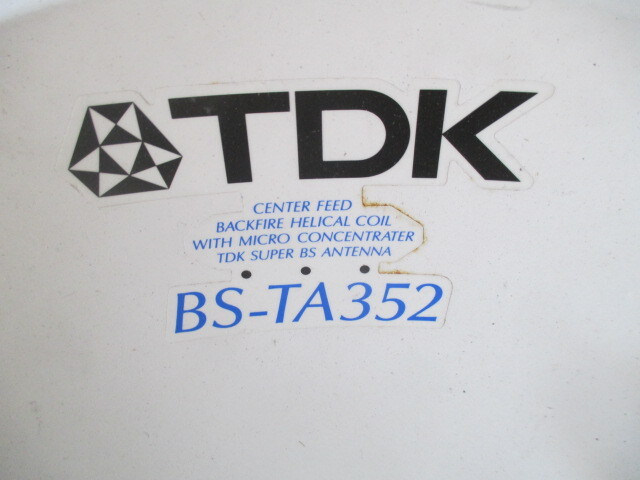 TDK
CENTER FEED
BACKFIRE HELICAL COIL
WITH MICRO CONCENTRATER
TDK SUPER BS ANTENNA
BS-TA352